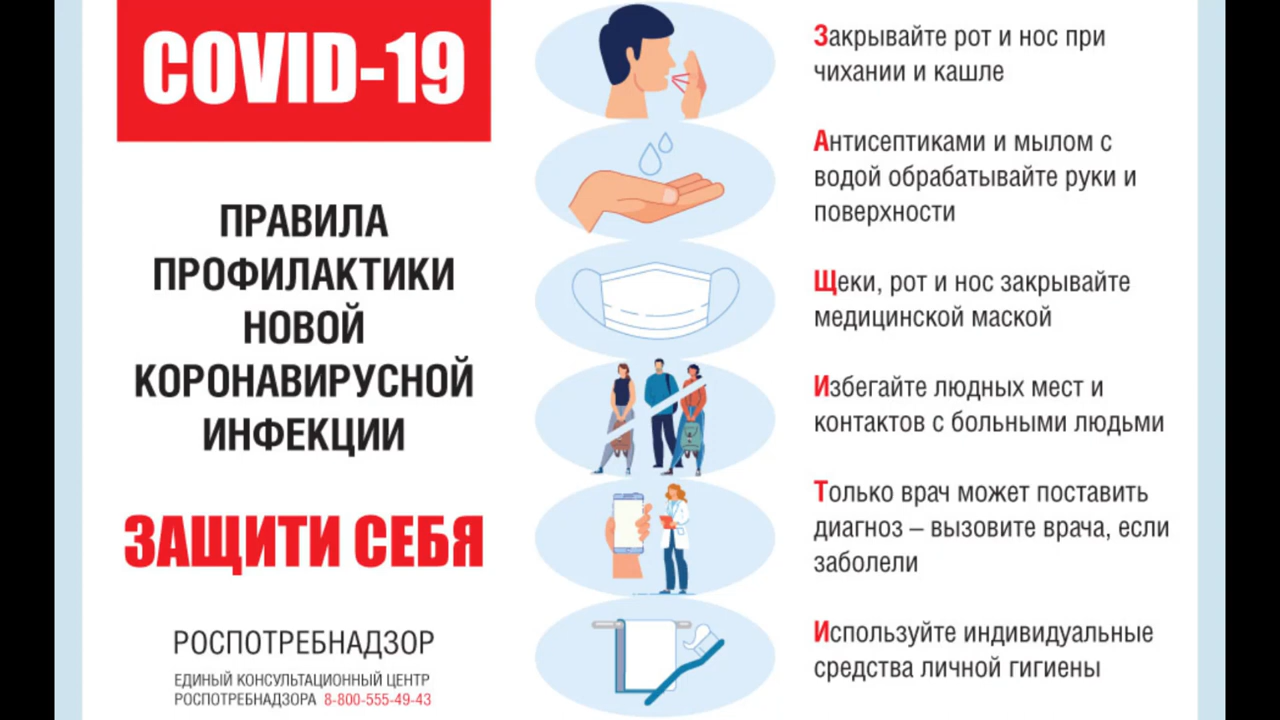 COVID-19
ПРАВИЛА
ПРОФИЛАКТИКИ
НОВОЙ
КОРОНАВИРУСНОЙ
ИНФЕКЦИИ
ЗАЩИТИ СЕБЯ
РОСПОТРЕБНАДЗОР
ЕДИНЫЙ КОНСУЛЬТАЦИОННЫЙ ЦЕНТР
РОСПОТРЕБНАДЗОРА 8-800-555-49-43
Закрывайте рот и нос при
чихании и кашле
Антисептиками и мылом с
водой обрабатывайте руки и
поверхности
Щеки, рот и нос закрывайте
медицинской маской
Избегайте людных мест и
контактов с больными людьми
Только врач может поставить
диагноз – вызовите врача, если
заболели
Используйте индивидуальные
средства личной гигиены